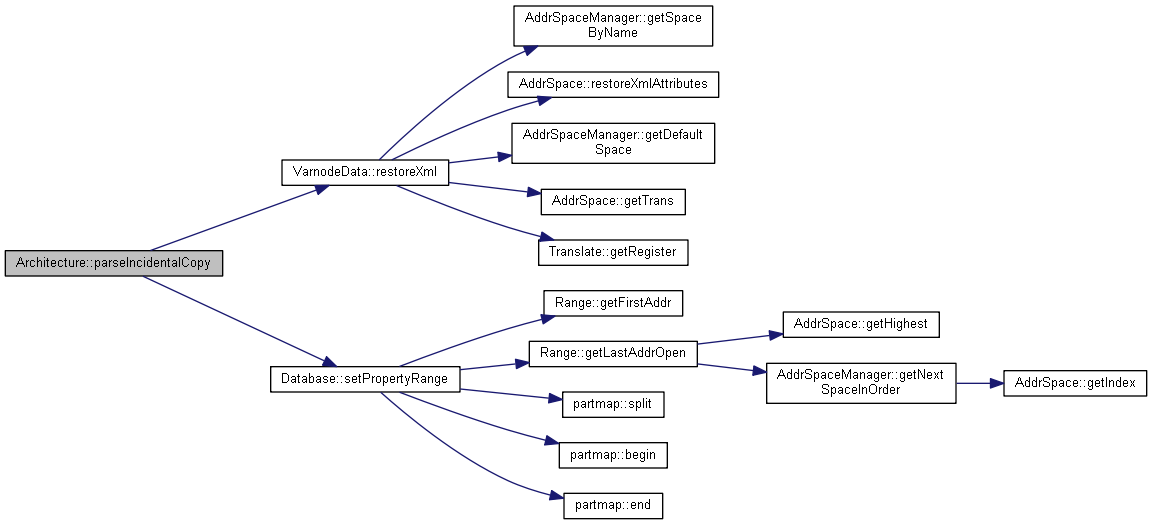 AddrSpaceManager::getSpace
ByName
AddrSpace::restoreXmlAttributes
AddrSpaceManager::getDefault
Space
VarnodeData::restoreXml
AddrSpace::getTrans
Translate::getRegister
Architecture::parseIncidentalCopy
Range::getFirstAddr
AddrSpace::getHighest
Range::getLastAddrOpen
Database::setPropertyRange
AddrSpaceManager::getNext
SpaceInOrder
AddrSpace::getIndex
partmap::split
partmap::begin
partmap::end